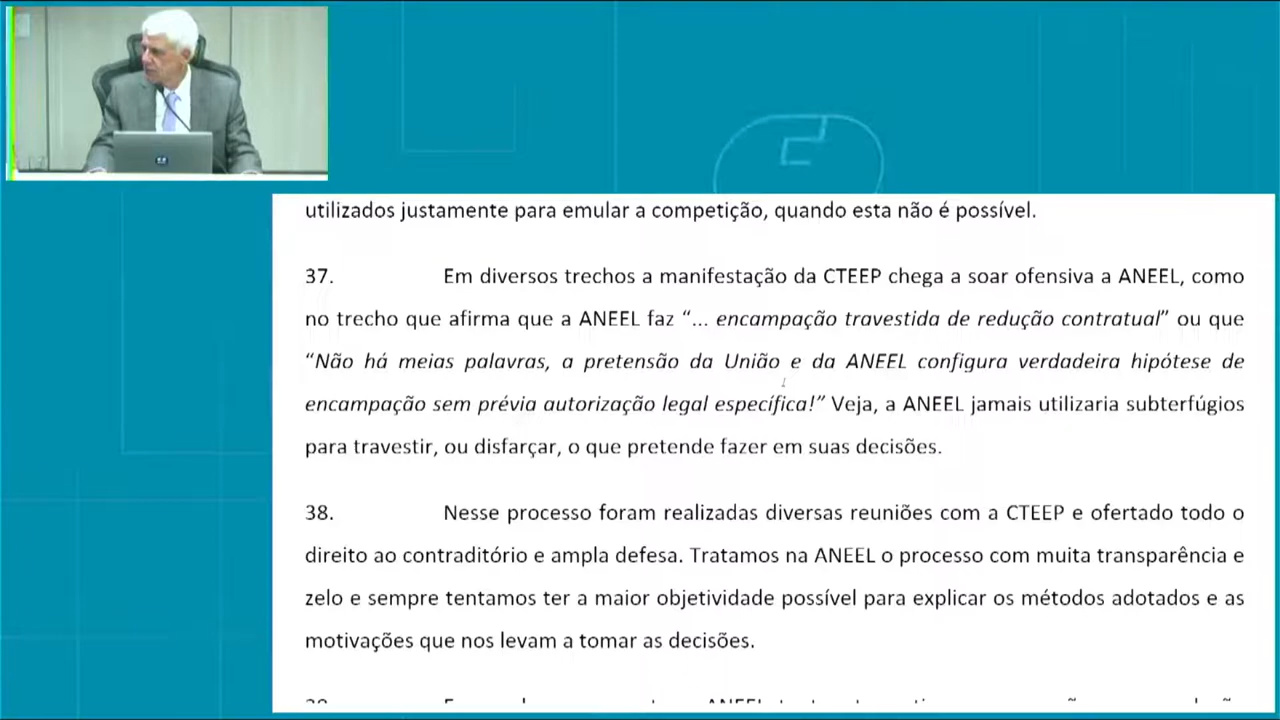 utilizados justamente para emular a competição, quando esta não é possível.
37. Em diversos trechos a manifestação da CTEEP chega a soar ofensiva a ANEEL, como
no trecho que afirma que a ANEEL faz “... encampação travestida de redução contratual” ou que
“Não há meias palavras, a pretensão da União e da ANEEL configura verdadeira hipótese de
encampação sem prévia autorização legal específica!” Veja, a ANEEL jamais utilizaria subterfúgios
para travestir, ou disfarçar, o que pretende fazer em suas decisões.
38. Nesse processo foram realizadas diversas reuniões com a CTEEP e ofertado todo o
direito ao contraditório e ampla defesa. Tratamos na ANEEL o processo com muita transparência e
zelo e sempre tentamos ter a maior objetividade possível para explicar os métodos adotados e as
motivações que nos levam a tomar as decisões.